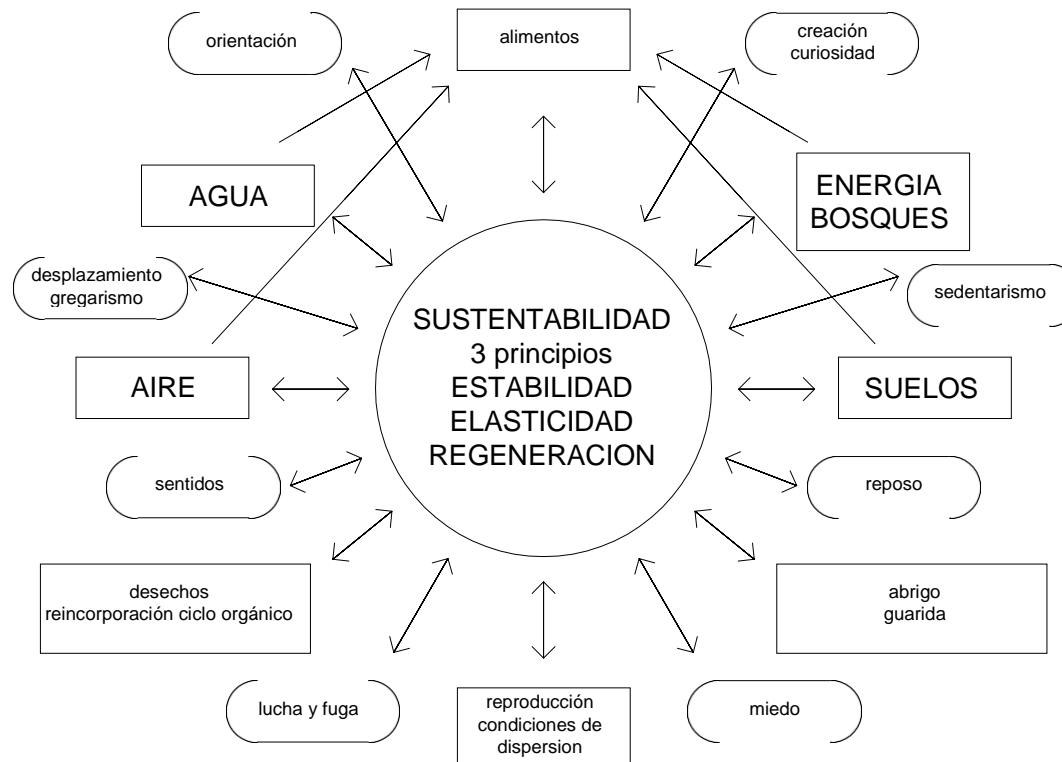 orientación
alimentos
creación
curiosidad
AGUA
ENERGIA
BOSQUES
desplazamiento
gregarismo
sedentarismo
SUSTENTABILIDAD
3 principios
ESTABILIDAD
ELASTICIDAD
REGENERACION
AIRE
SUELOS
sentidos
reposo
desechos
reincorporación ciclo orgánico
abrigo
guarida
lucha y fuga
reproducción
condiciones de
dispersion
miedo